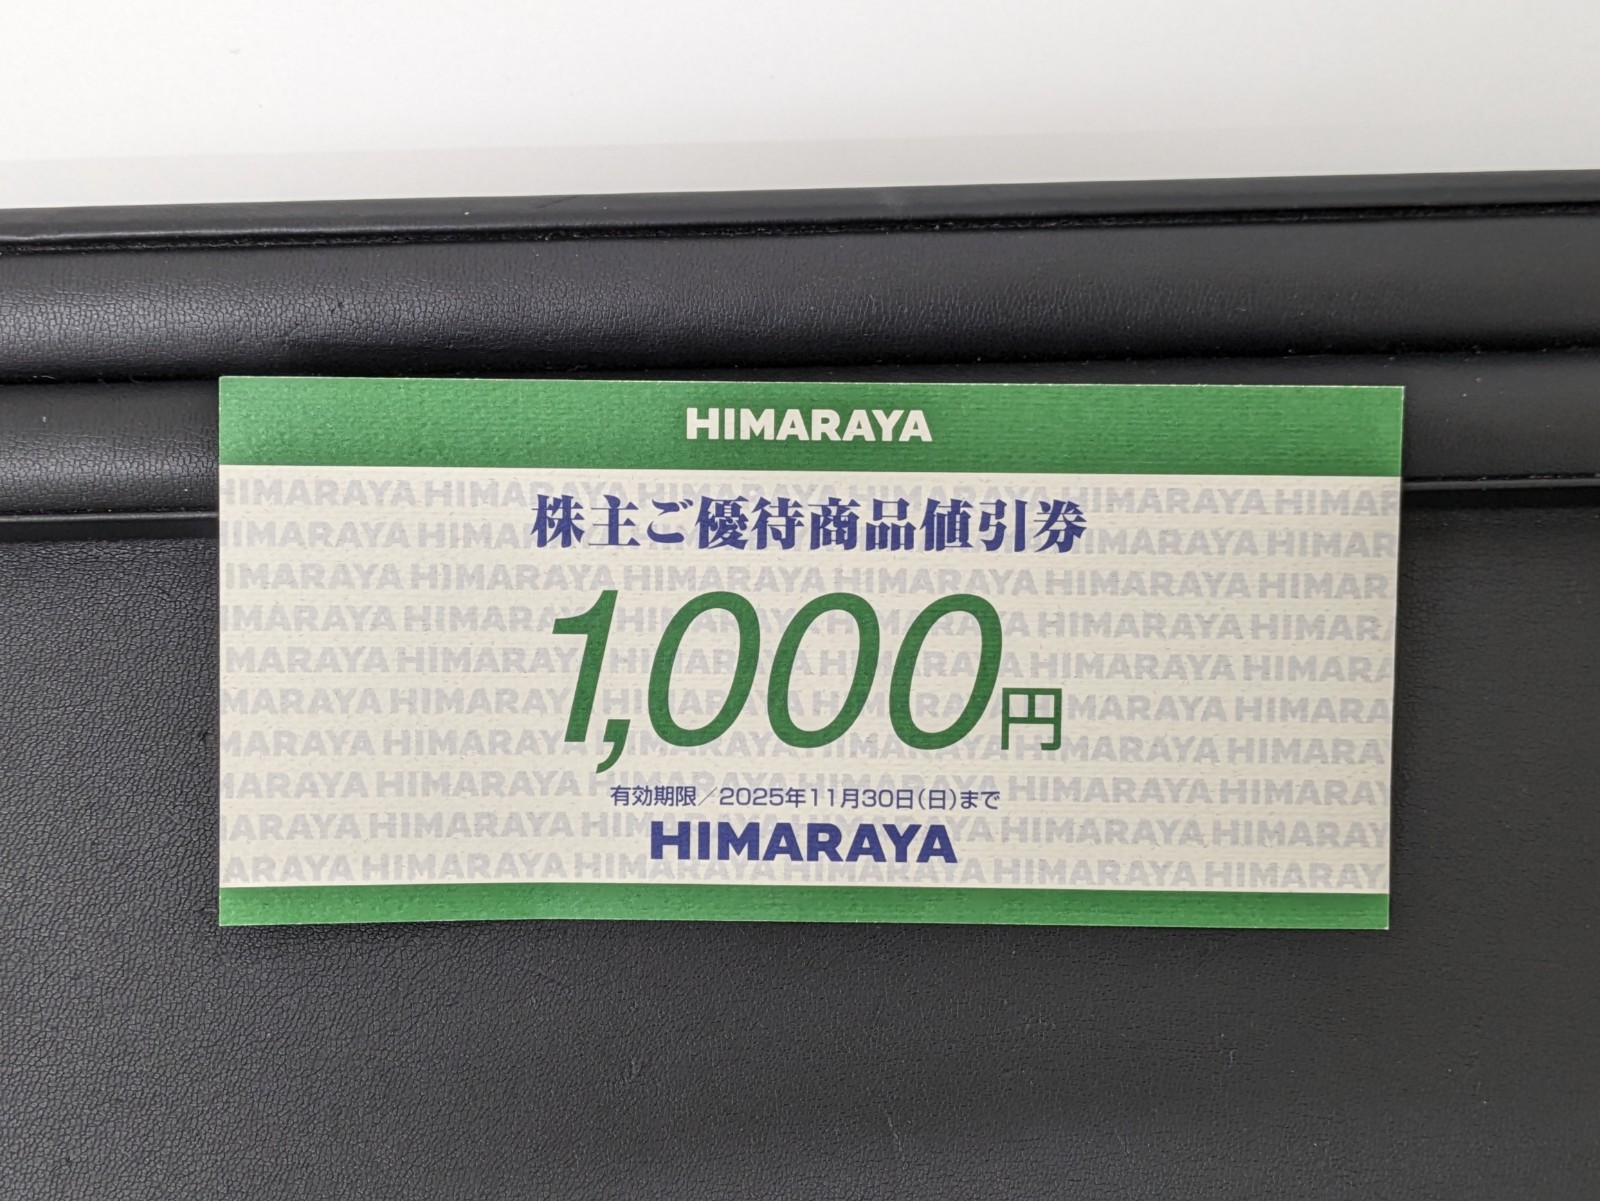 HIMARAYA
株主ご優待商品値引券
1,000円
有効期限／2025年11月30日(日)まで
HIMARAYA